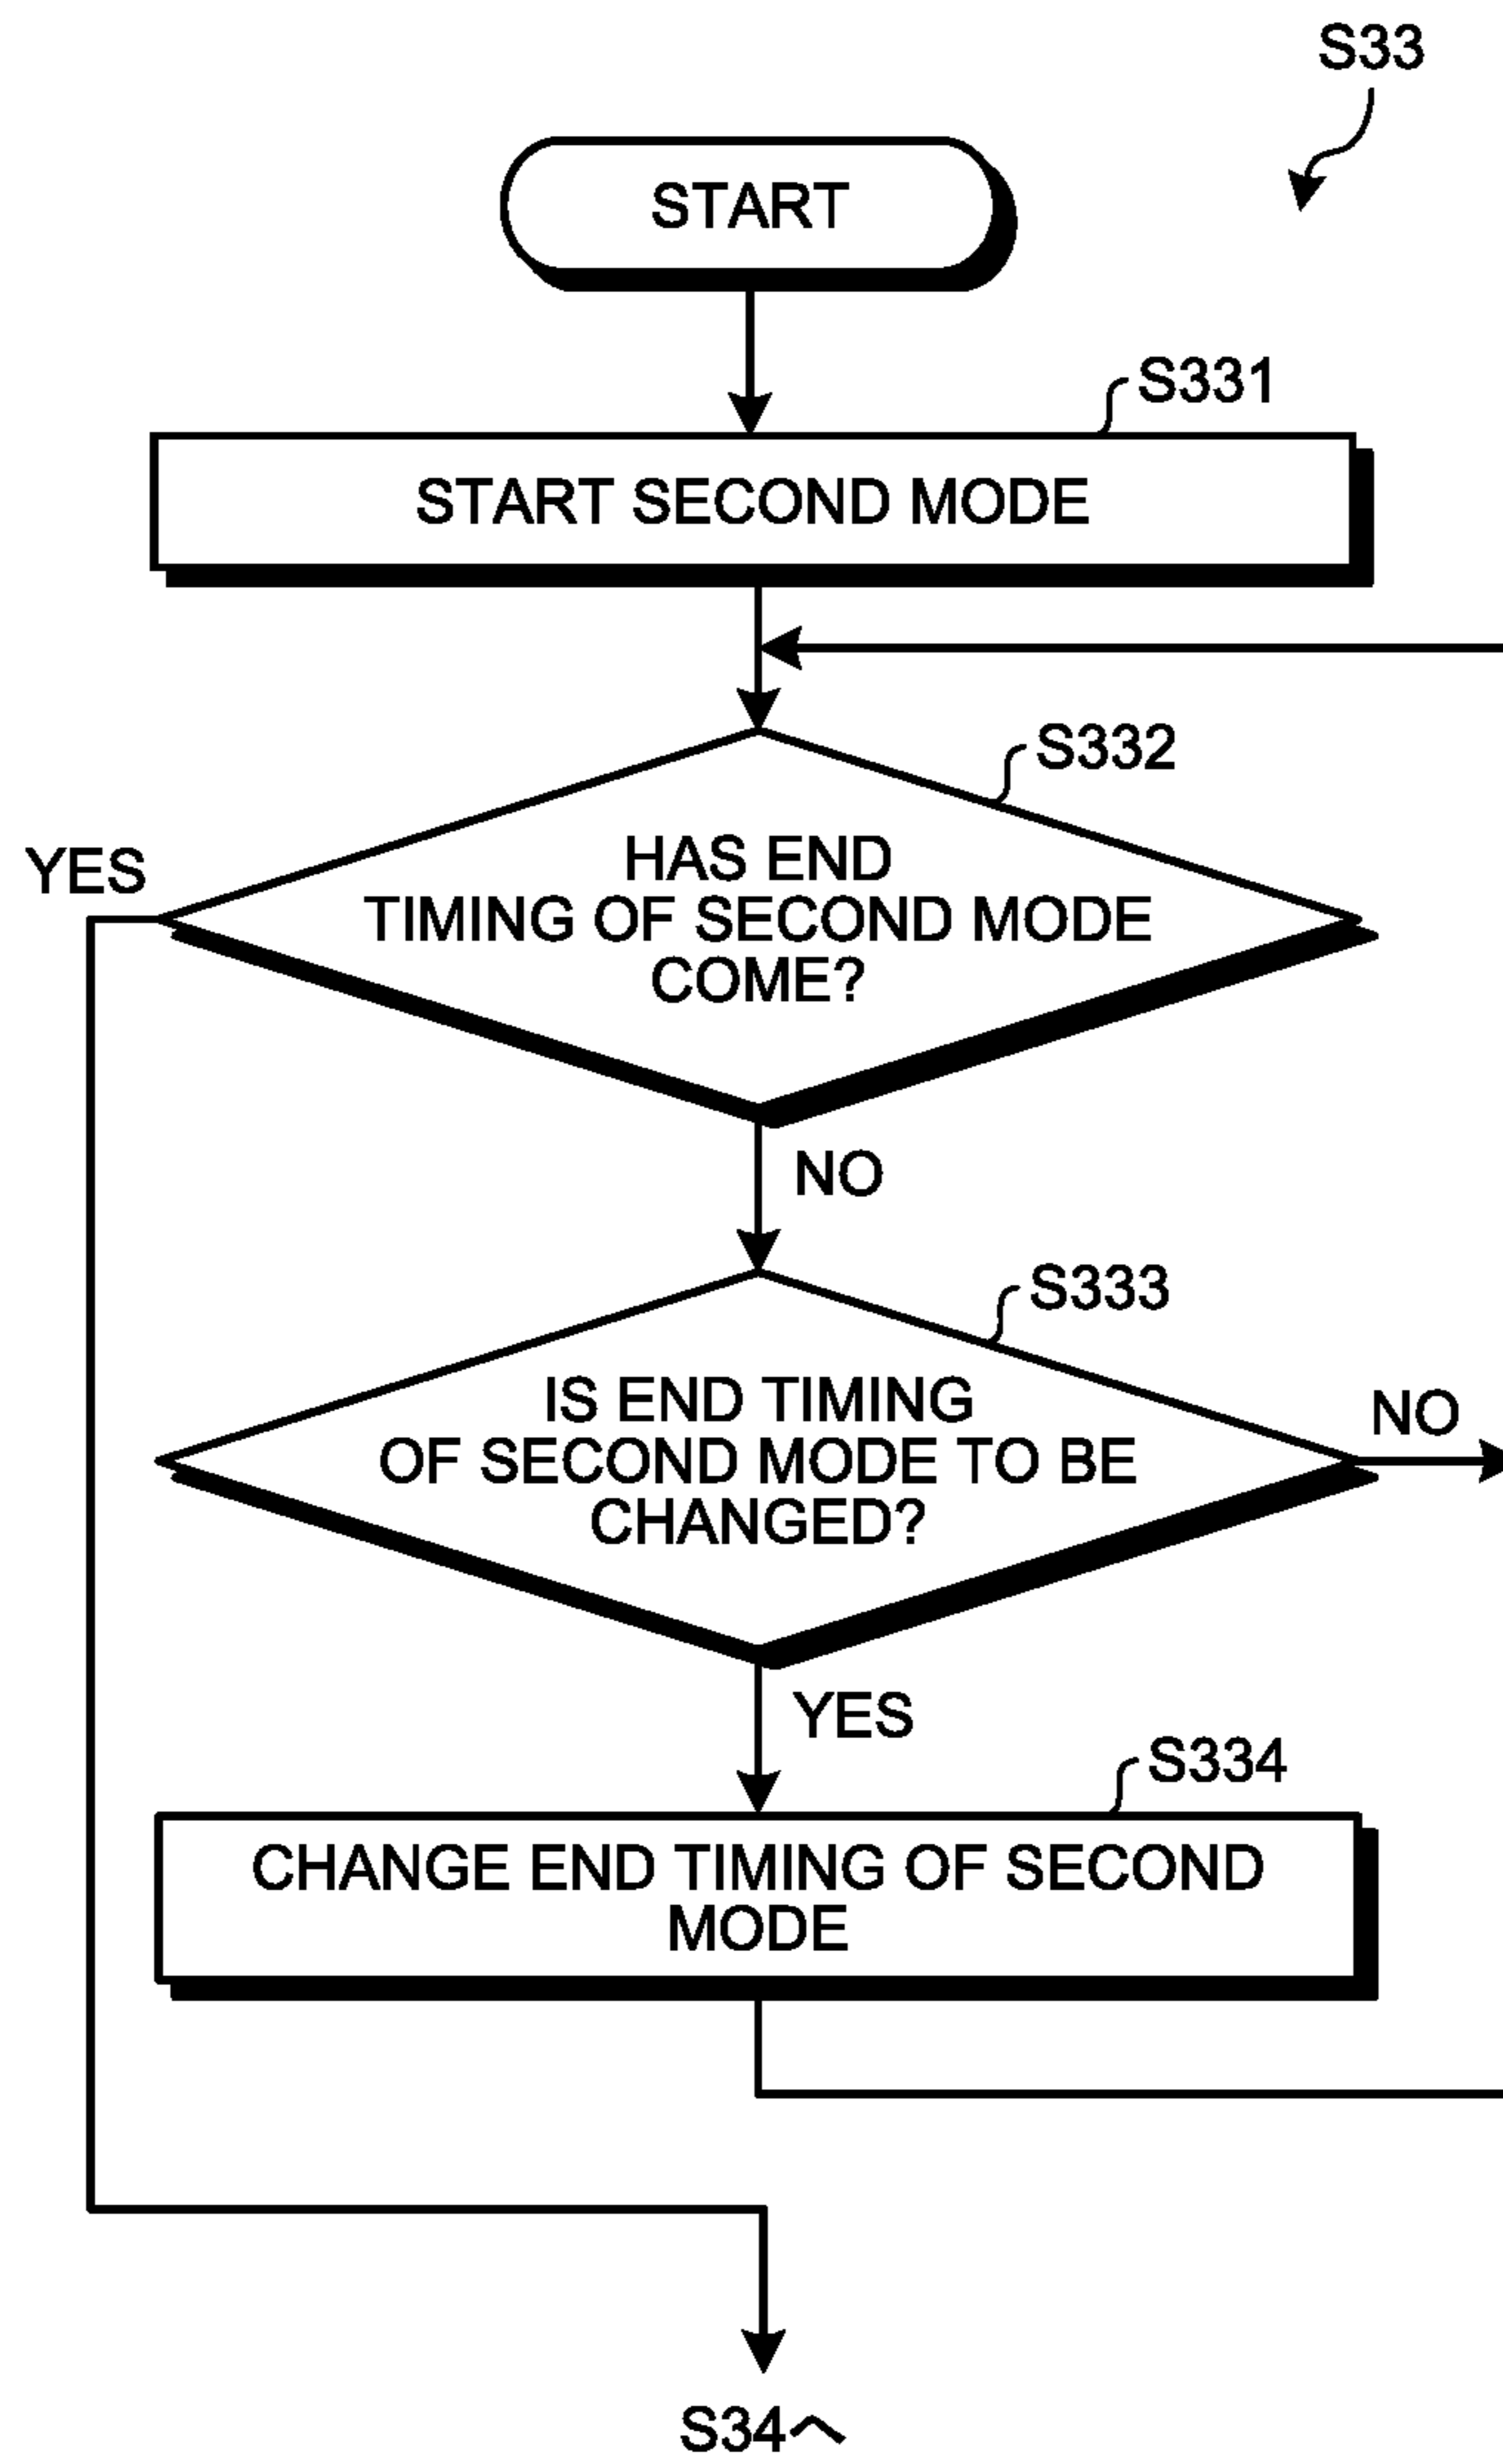 S33
START
S331
START SECOND MODE
S332
YES
HAS END
TIMING OF SECOND MODE
COME?
NO
S333
IS END TIMING
OF SECOND MODE TO BE
CHANGED?
NO
YES
S334
CHANGE END TIMING OF SECOND
MODE
S34へ